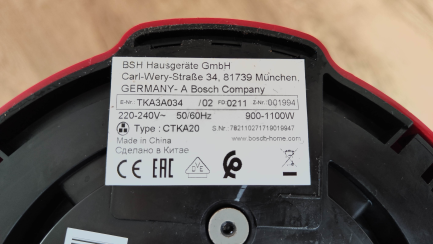 BSH Hausgeräte GmbH
Carl-Wery-Straße 34, 81739 München,
GERMANY- A Bosch Company
E-Nr. TKA3A034 /02 FD 0211 Z-Nr. 001994
220-240V~ 50/60Hz 900-1100W
Type : CTKA20 S.Nr.: 782110271719019947
Made in China www.bosch-home.com
Сделано в Китае
CE EAC